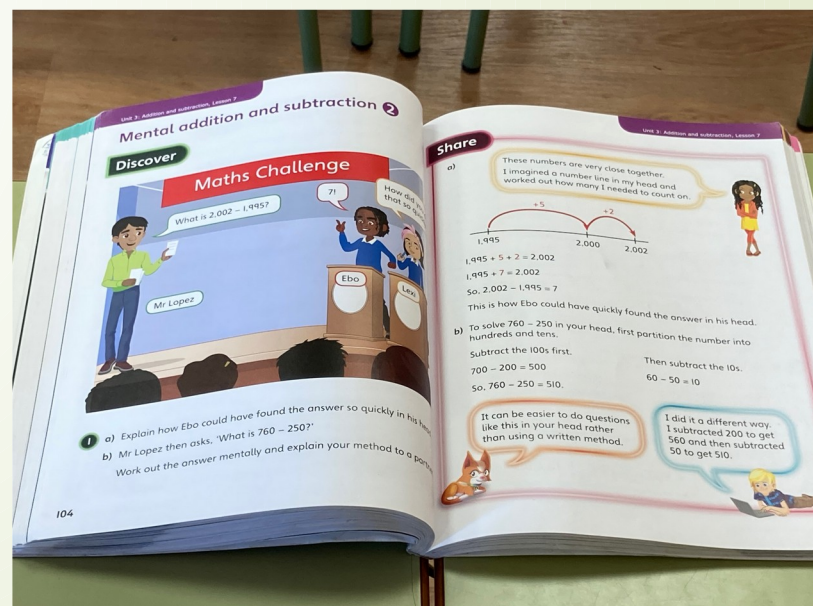 Unit 3: Addition and subtraction, Lesson 7
Mental addition and subtraction 2
Discover
Maths Challenge
What is 2,002 – 1,995?
7!
How did
that so
Mr Lopez
Ebo
Lexi
1 a) Explain how Ebo could have found the answer so quickly in his
b) Mr Lopez then asks, 'What is 760 – 250?'
Work out the answer mentally and explain your method to a
104
Unit 3: Addition and subtraction, Lesson 7
Share
a)
These numbers are very close together.
I imagined a number line in my head and
worked out how many I needed to count on.
+5 +2
1,995 2,000 2,002
1,995 + 5 + 2 = 2,002
1,995 + 7 = 2,002
So, 2,002 – 1,995 = 7
This is how Ebo could have quickly found the answer in his head.
b) To solve 760 – 250 in your head, first partition the number into
hundreds and tens.
Subtract the 100s first.
Then subtract the 10s.
700 – 200 = 500
60 – 50 = 10
So, 760 – 250 = 510.
It can be easier to do questions
like this in your head rather
than using a written method.
I did it a different way.
I subtracted 200 to get
560 and then subtracted
50 to get 510.